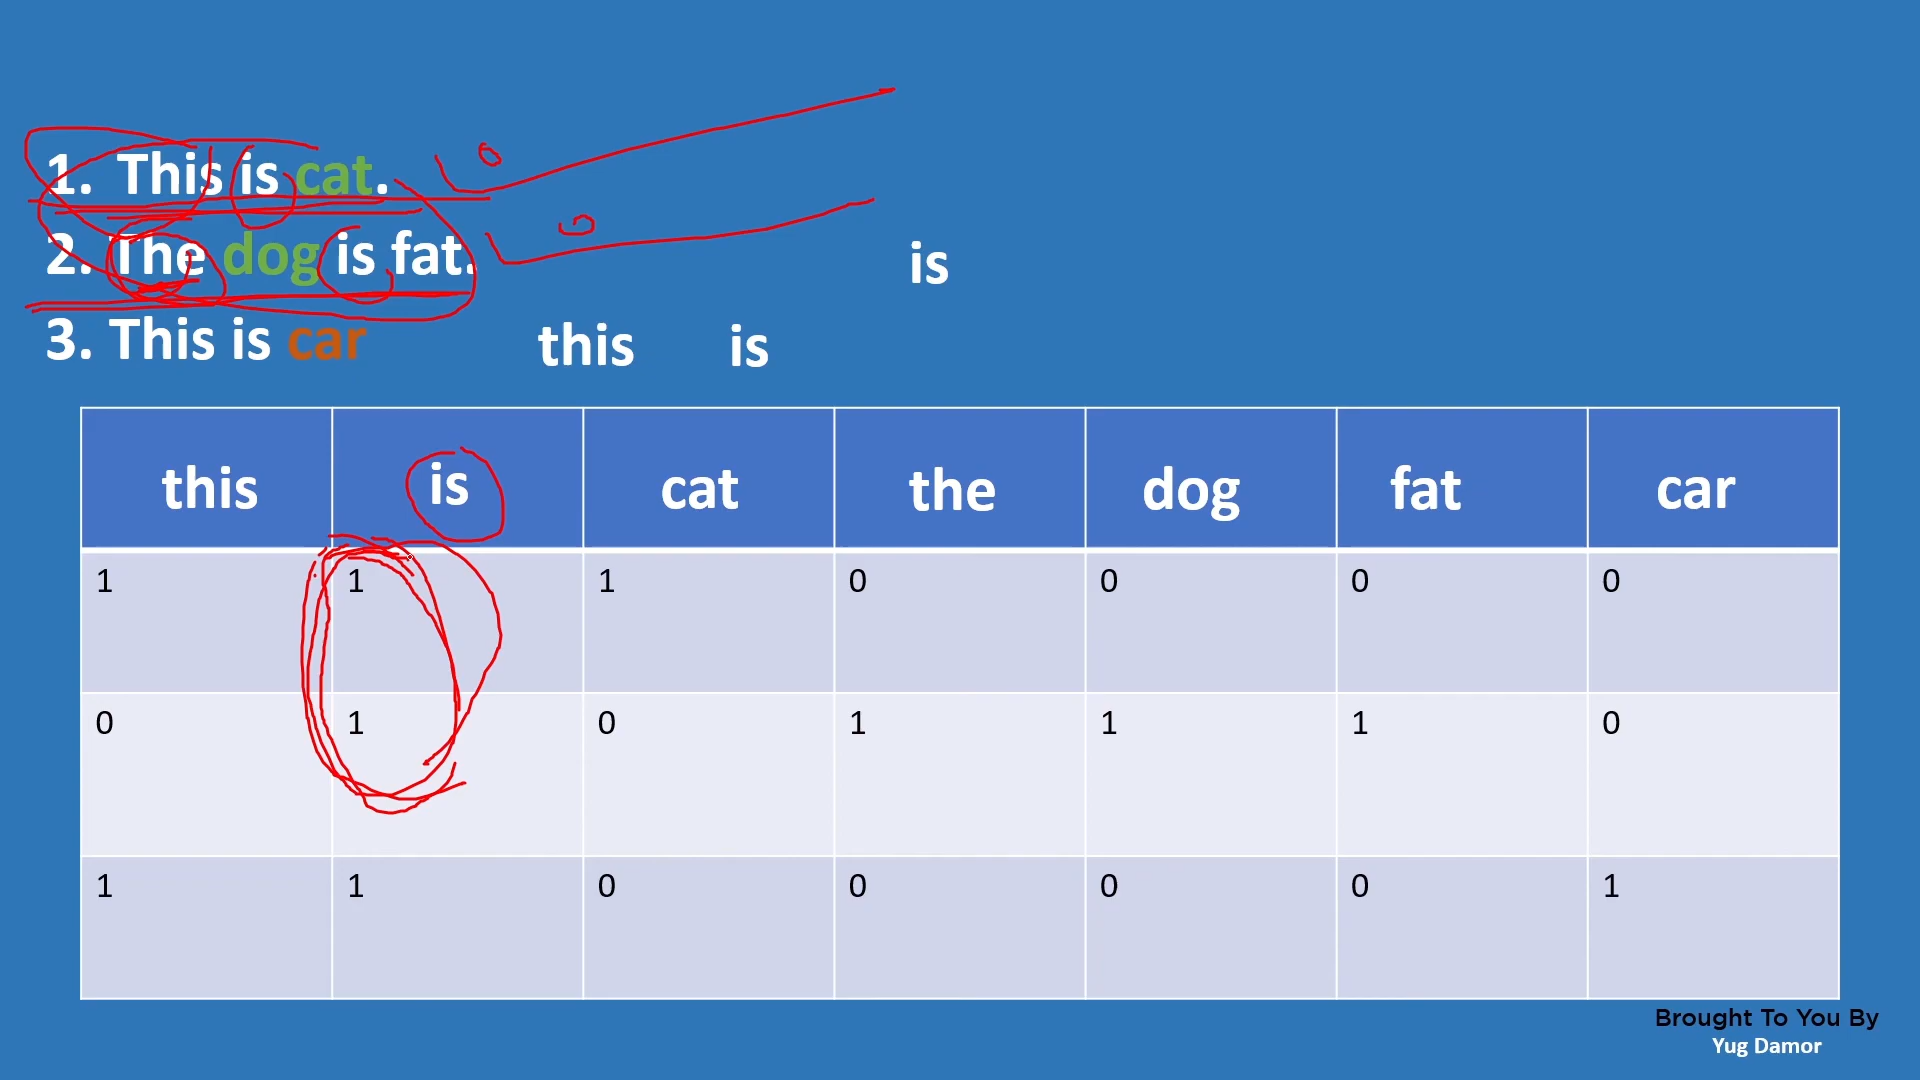 1. This is cat.
2. The dog is fat.
is
3. This is car
this is
this is cat the dog fat car
1 1 1 0 0 0 0
0 1 0 1 1 1 0
1 1 0 0 0 0 1
Brought To You By
Yug Damor